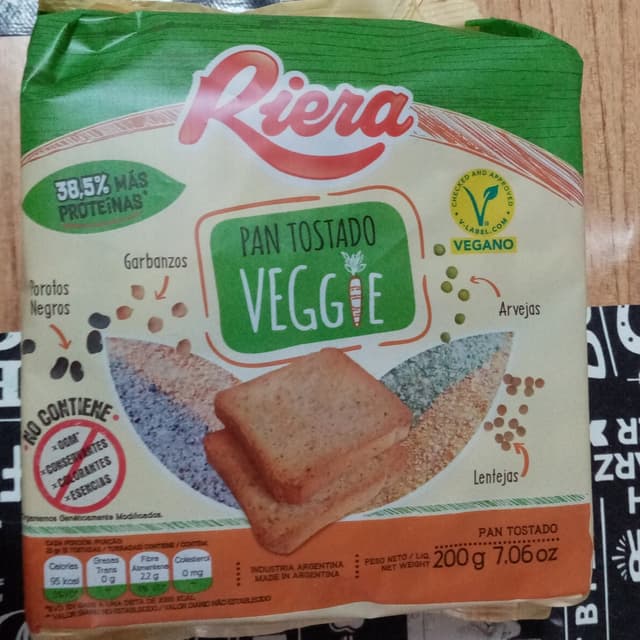 Riera
38,5% MÁS
PROTEíNAS*
CHECKED AND APPROVED
V-LABEL.COM
VEGANO
PAN TOSTADO
VEGGIE
Garbanzos
Porotos
Negros
Arvejas
Lentejas
NO CONTIENE
x OGM*
x CONSERVANTES
x COLORANTES
x ESENCIAS
Genéticamente Modificados.
PAN TOSTADO
Calorías
95 kcal
Grasas
Trans
0 g
Fibra
Alimentaria
2,2 g
Colesterol
0 mg
INDUSTRIA ARGENTINA
MADE IN ARGENTINA
PESO NETO / LIQ.
NET WEIGHT
200 g 7.06 oz